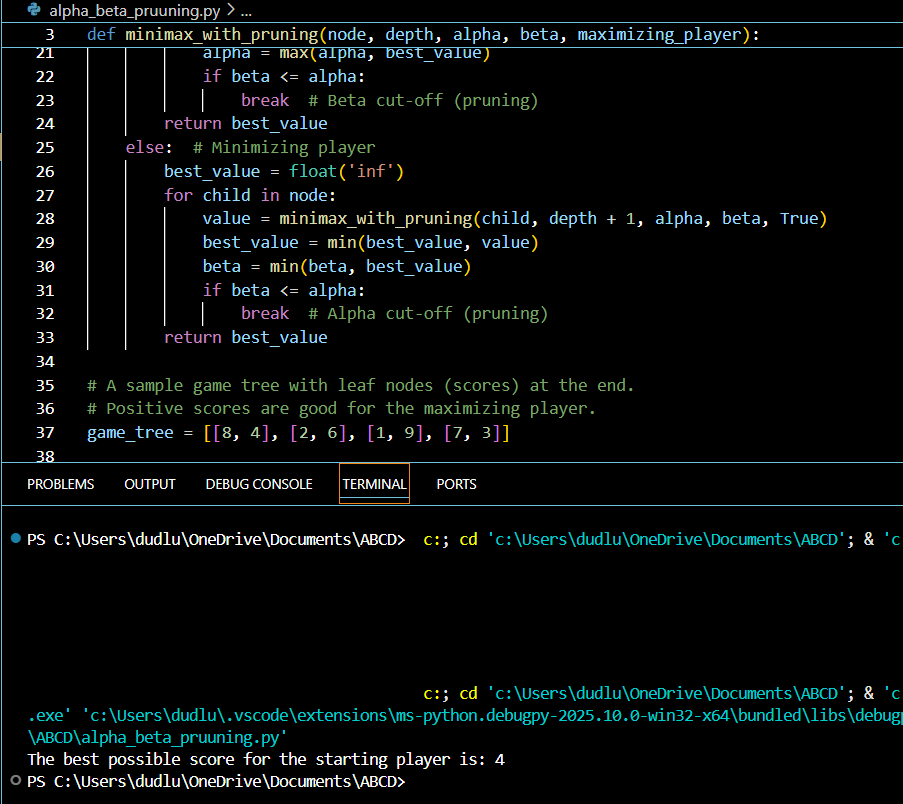 alpha_beta_pruuning.py > ...
3 def minimax_with_pruning(node, depth, alpha, beta, maximizing_player):
21 alpha = max(alpha, best_value)
22 if beta <= alpha:
23 break # Beta cut-off (pruning)
24 return best_value
25 else: # Minimizing player
26 best_value = float('inf')
27 for child in node:
28 value = minimax_with_pruning(child, depth + 1, alpha, beta, True)
29 best_value = min(best_value, value)
30 beta = min(beta, best_value)
31 if beta <= alpha:
32 break # Alpha cut-off (pruning)
33 return best_value
34
35 # A sample game tree with leaf nodes (scores) at the end.
36 # Positive scores are good for the maximizing player.
37 game_tree = [[8, 4], [2, 6], [1, 9], [7, 3]]
38
PROBLEMS OUTPUT DEBUG CONSOLE TERMINAL PORTS
PS C:\Users\dudlu\OneDrive\Documents\ABCD> c:; cd 'c:\Users\dudlu\OneDrive\Documents\ABCD'; & 'c
c:; cd 'c:\Users\dudlu\OneDrive\Documents\ABCD'; & 'c
.exe' 'c:\Users\dudlu\.vscode\extensions\ms-python.debugpy-2025.10.0-win32-x64\bundled\libs\debugp
\ABCD\alpha_beta_pruuning.py'
The best possible score for the starting player is: 4
PS C:\Users\dudlu\OneDrive\Documents\ABCD>